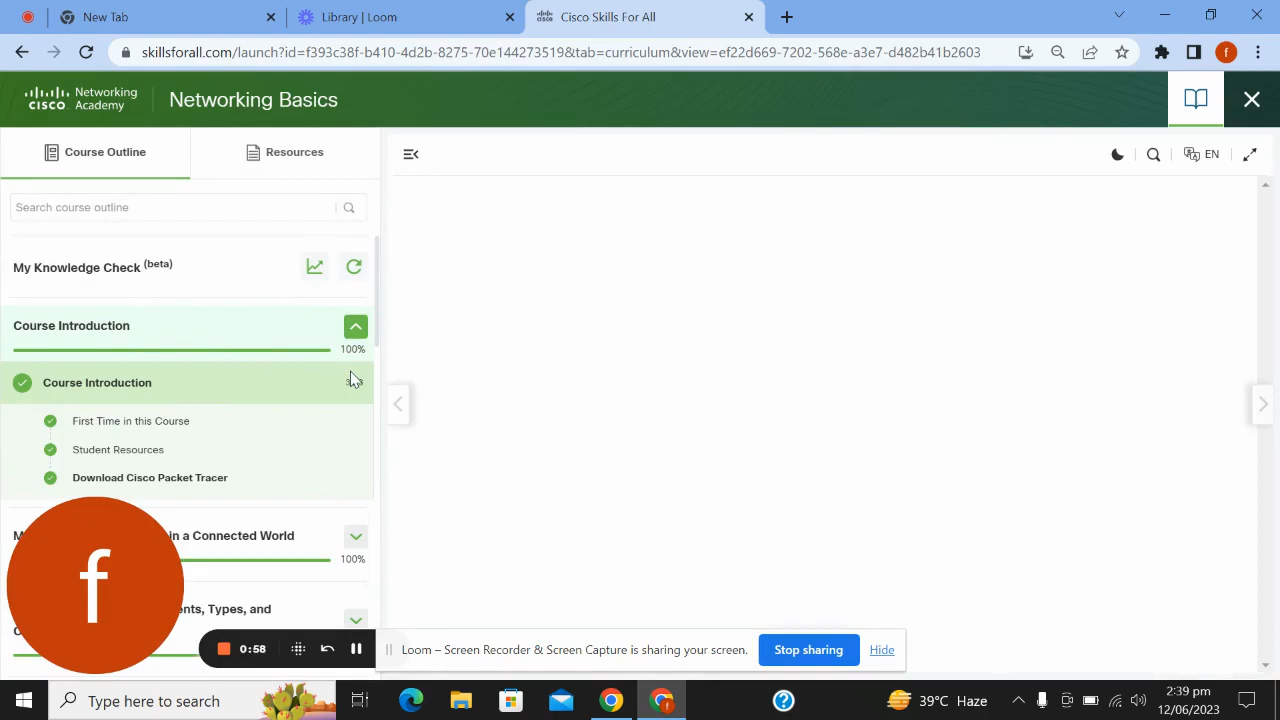 New Tab
Library | Loom
Cisco Skills For All
skillsforall.com/launch?id=f393c38f-b410-4d2b-8275-70e144273519&tab=curriculum&view=ef22d669-7202-568e-a3e7-d482b41b2603
f
CISCO
Networking
Academy
Networking Basics
Course Outline
Resources
EN
Search course outline
My Knowledge Check (beta)
Course Introduction
100%
Course Introduction
First Time in this Course
Student Resources
Download Cisco Packet Tracer
in a Connected World
100%
f
ents, Types, and
0:58
Loom – Screen Recorder & Screen Capture is sharing your screen.
Stop sharing
Hide
Type here to search
39°C Haze
2:39 pm
12/06/2023